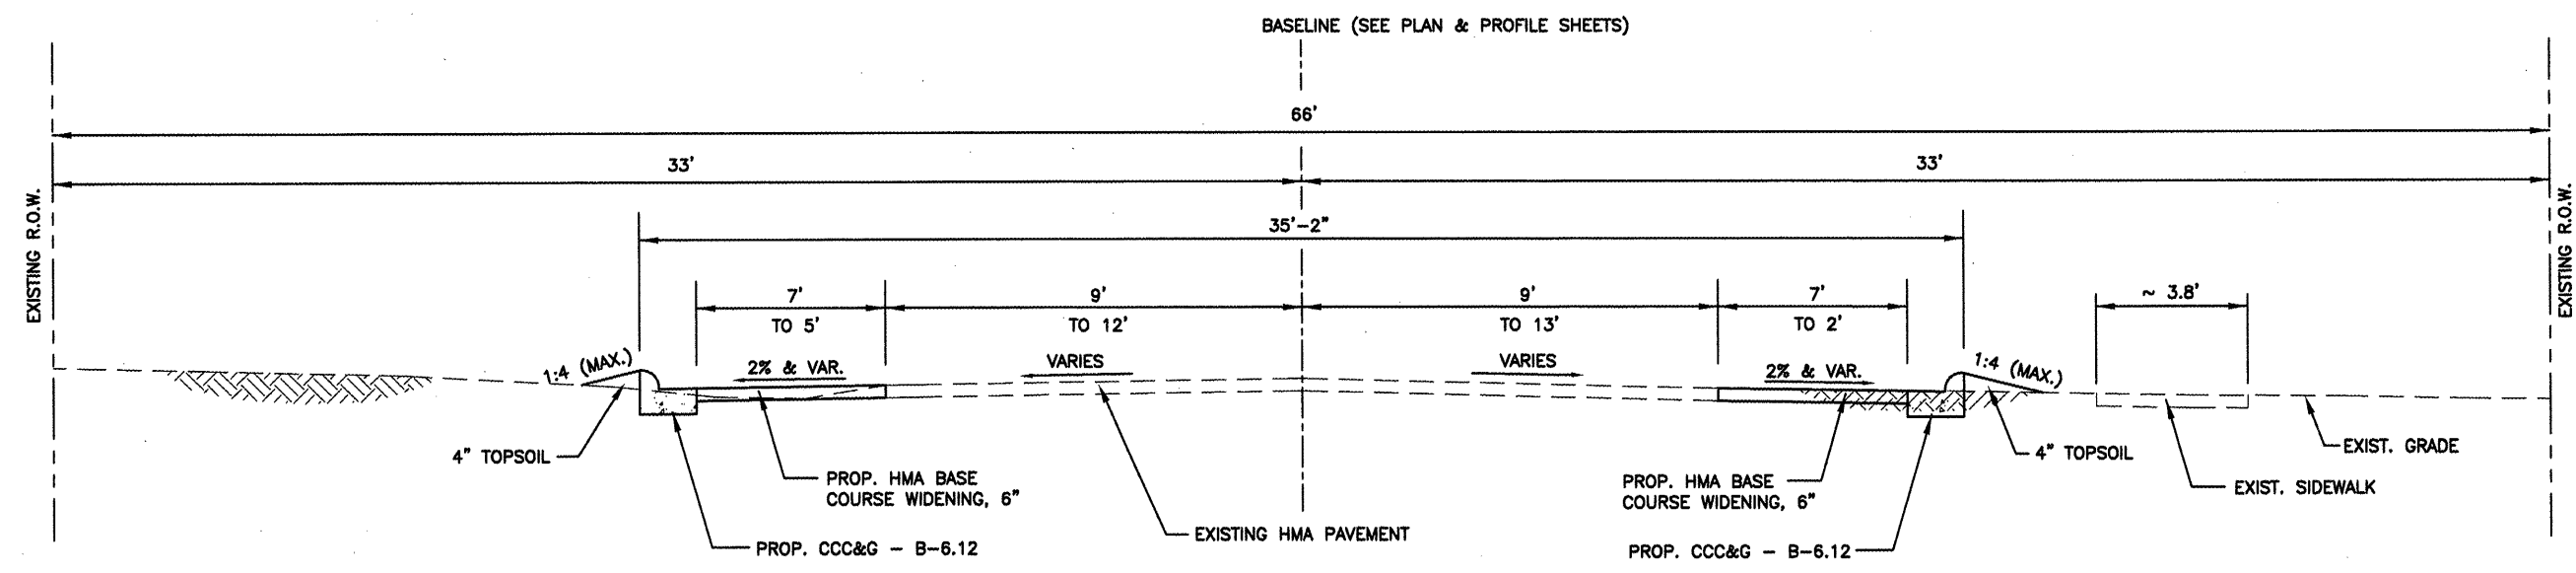 BASELINE (SEE PLAN & PROFILE SHEETS)
66'
33'
33'
EXISTING R.O.W.
EXISTING R.O.W.
35'-2"
7'
TO 5'
9'
TO 12'
9'
TO 13'
7'
TO 2'
~ 3.8'
1:4 (MAX.)
2% & VAR.
VARIES
VARIES
2% & VAR.
1:4 (MAX.)
4" TOPSOIL
PROP. HMA BASE
COURSE WIDENING, 6"
PROP. CCC&G - B-6.12
EXISTING HMA PAVEMENT
PROP. HMA BASE
COURSE WIDENING, 6"
PROP. CCC&G - B-6.12
4" TOPSOIL
EXIST. SIDEWALK
EXIST. GRADE